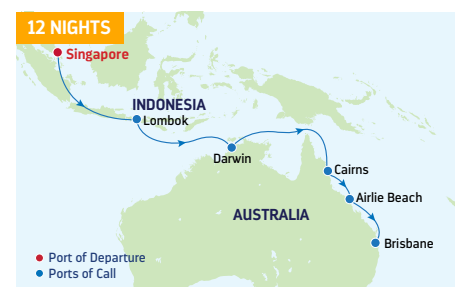 12 NIGHTS
Singapore
INDONESIA
Lombok
Darwin
Cairns
Airlie Beach
AUSTRALIA
Brisbane
Port of Departure
Ports of Call